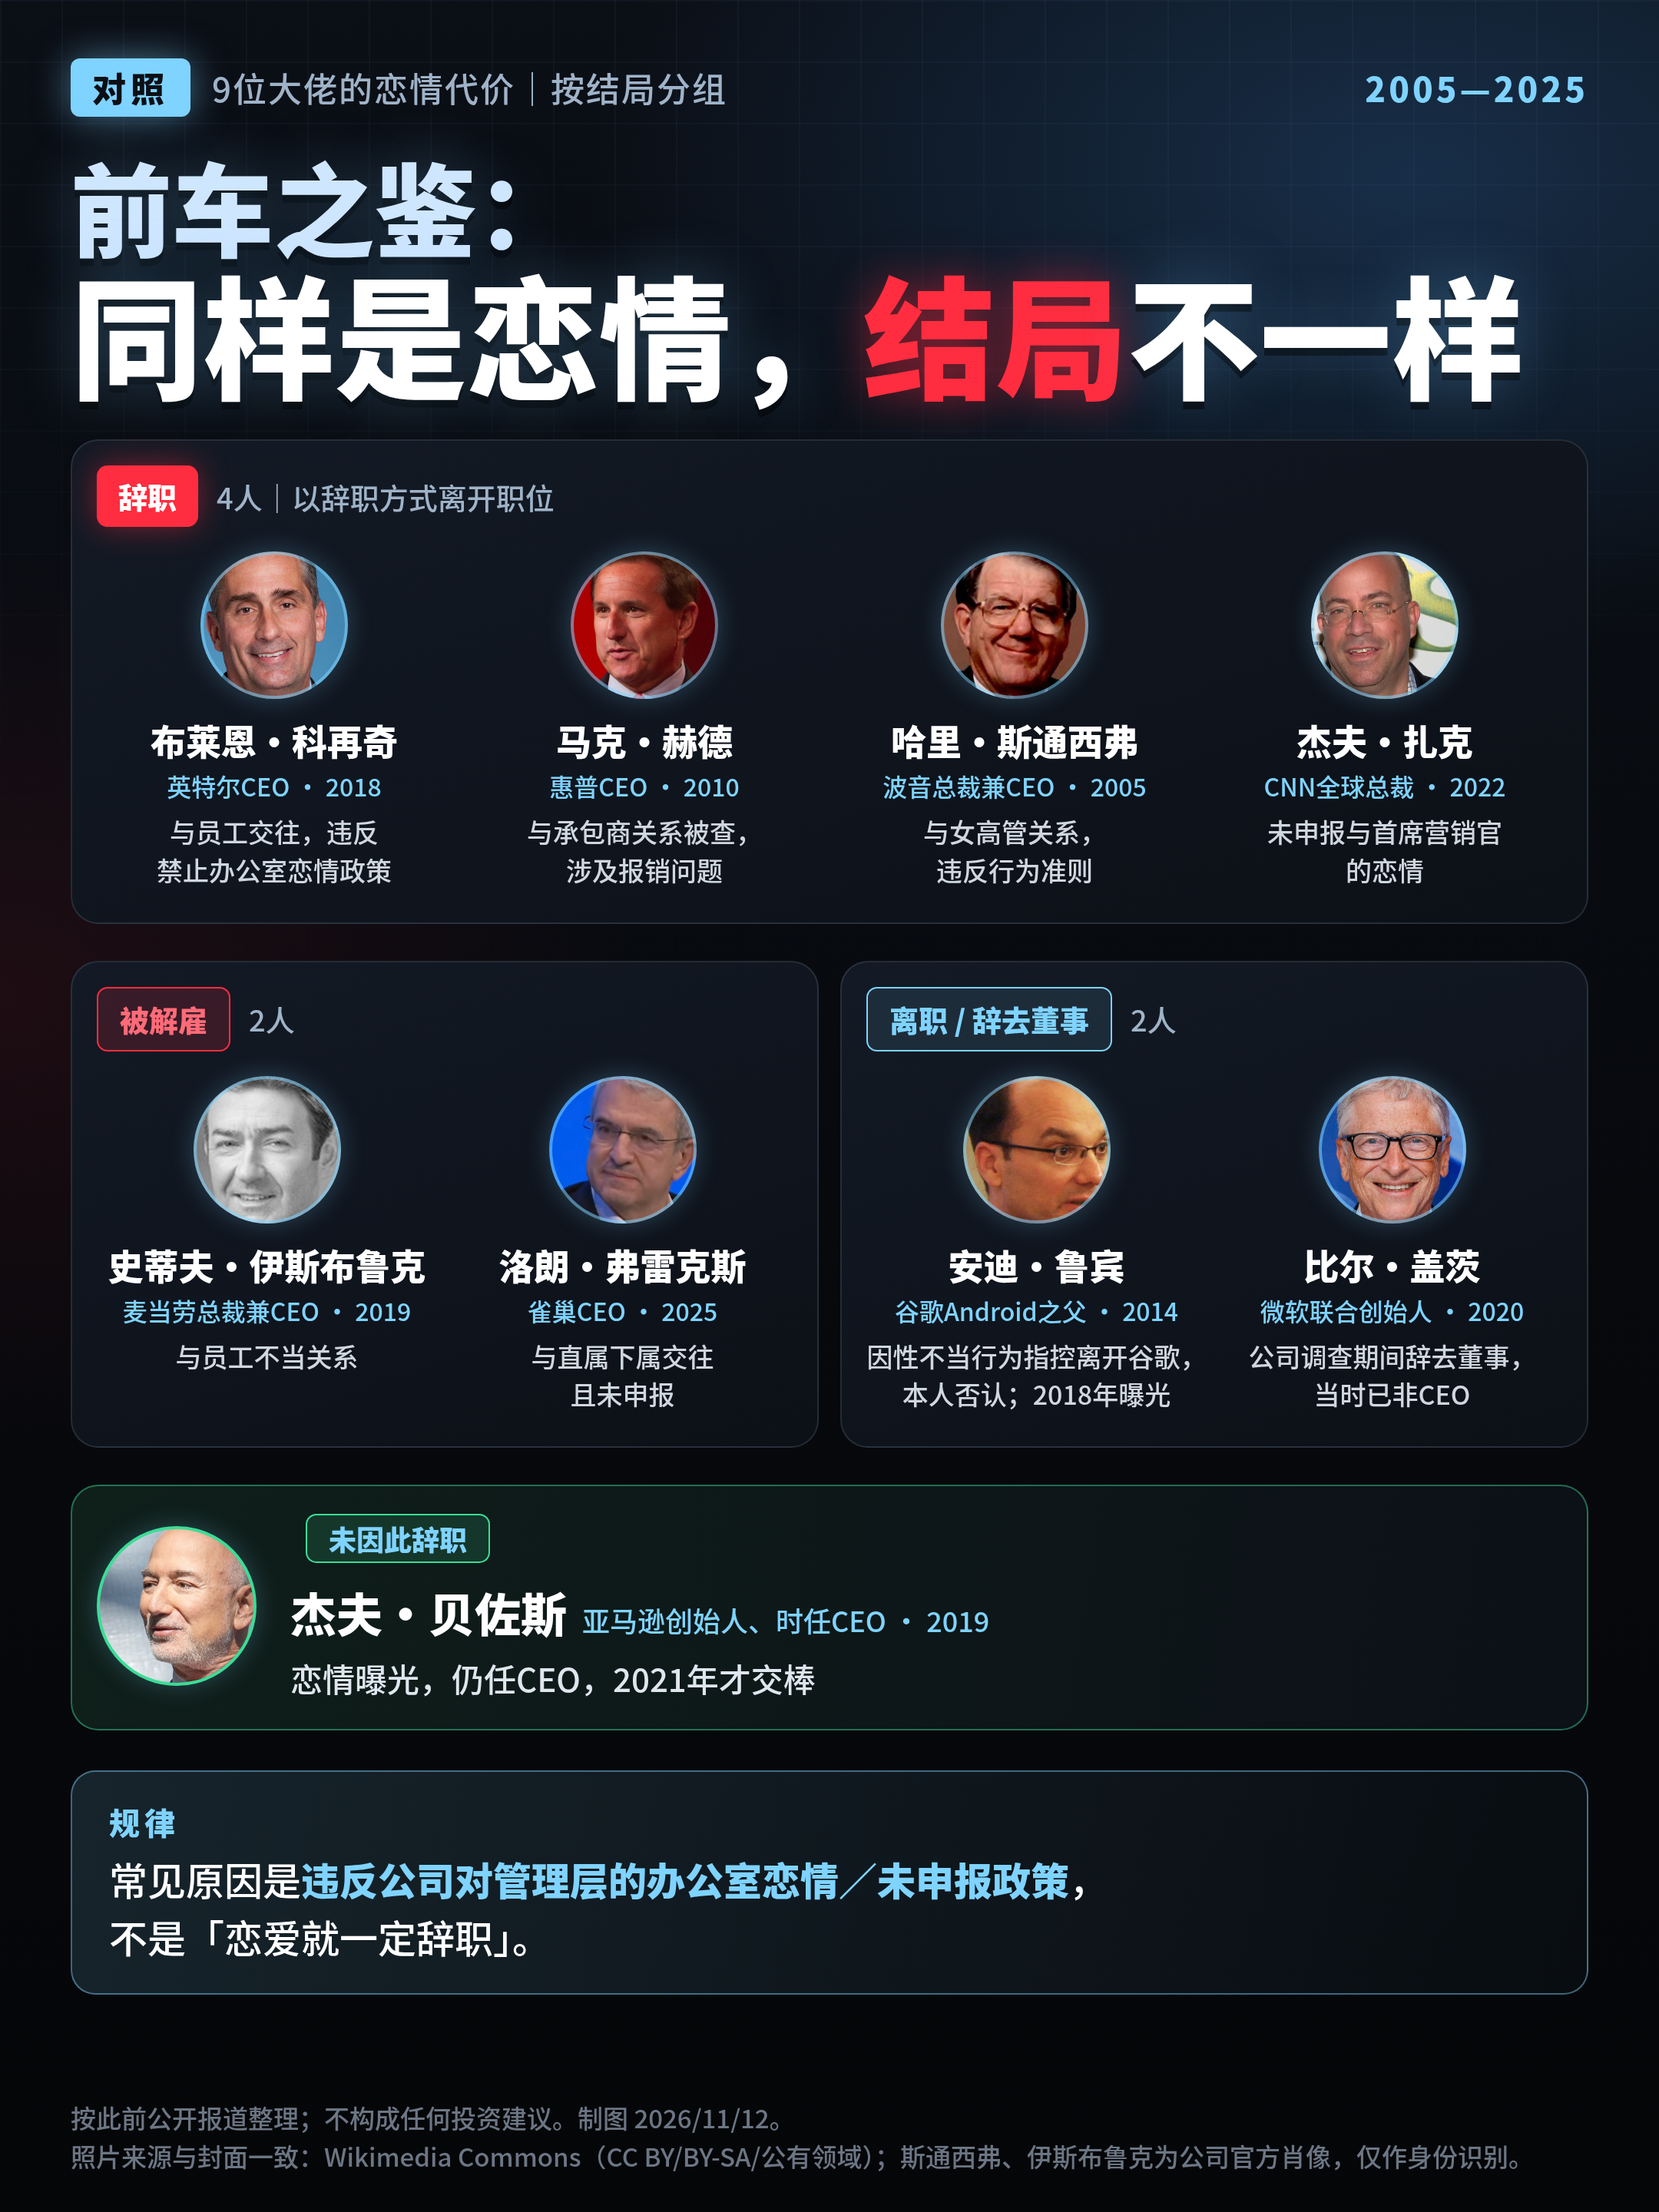 对照
9位大佬的恋情代价｜按结局分组
2005—2025
前车之鉴：
同样是恋情，结局不一样
辞职
4人｜以辞职方式离开职位
布莱恩·科再奇
英特尔CEO · 2018
与员工交往，违反
禁止办公室恋情政策
马克·赫德
惠普CEO · 2010
与承包商关系被查，
涉及报销问题
哈里·斯通西弗
波音总裁兼CEO · 2005
与女高管关系，
违反行为准则
杰夫·扎克
CNN全球总裁 · 2022
未申报与首席营销官
的恋情
被解雇
2人
史蒂夫·伊斯布鲁克
麦当劳总裁兼CEO · 2019
与员工不当关系
洛朗·弗雷克斯
雀巢CEO · 2025
与直属下属交往
且未申报
离职 / 辞去董事
2人
安迪·鲁宾
谷歌Android之父 · 2014
因性不当行为指控离开谷歌，
本人否认；2018年曝光
比尔·盖茨
微软联合创始人 · 2020
公司调查期间辞去董事，
当时已非CEO
未因此辞职
杰夫·贝佐斯 亚马逊创始人、时任CEO · 2019
恋情曝光，仍任CEO，2021年才交棒
规律
常见原因是违反公司对管理层的办公室恋情／未申报政策，
不是「恋爱就一定辞职」。
按此前公开报道整理；不构成任何投资建议。制图 2026/11/12。
照片来源与封面一致：Wikimedia Commons（CC BY/BY-SA/公有领域）；斯通西弗、伊斯布鲁克为公司官方肖像，仅作身份识别。